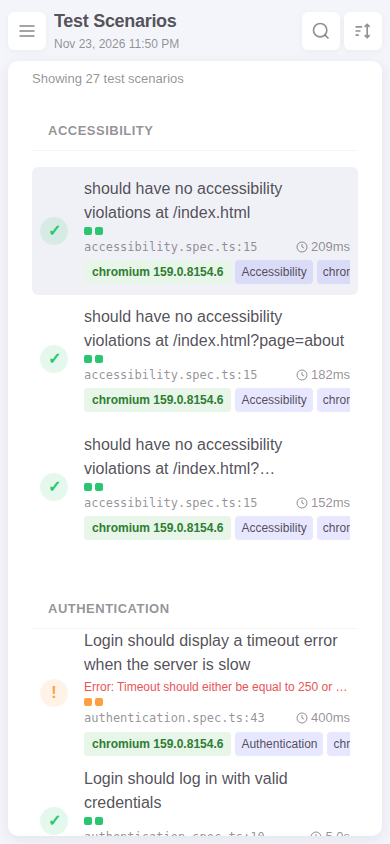 Test Scenarios
Nov 23, 2026 11:50 PM
Showing 27 test scenarios
ACCESSIBILITY
should have no accessibility
violations at /index.html
accessibility.spec.ts:15 209ms
chromium 159.0.8154.6 Accessibility chror
should have no accessibility
violations at /index.html?page=about
accessibility.spec.ts:15 182ms
chromium 159.0.8154.6 Accessibility chror
should have no accessibility
violations at /index.html?…
accessibility.spec.ts:15 152ms
chromium 159.0.8154.6 Accessibility chror
AUTHENTICATION
Login should display a timeout error
when the server is slow
Error: Timeout should either be equal to 250 or …
authentication.spec.ts:43 400ms
chromium 159.0.8154.6 Authentication chr
Login should log in with valid
credentials